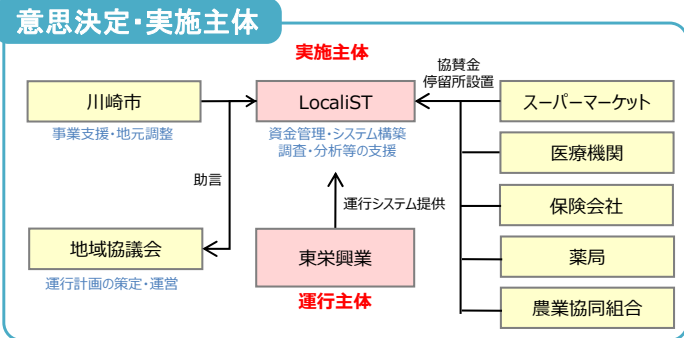 意思決定・実施主体
実施主体
協賛金
停留所設置
川崎市
LocaliST
スーパーマーケット
事業支援・地元調整
資金管理・システム構築
調査・分析等の支援
医療機関
助言
運行システム提供
保険会社
地域協議会
東栄興業
薬局
運行計画の策定・運営
運行主体
農業協同組合